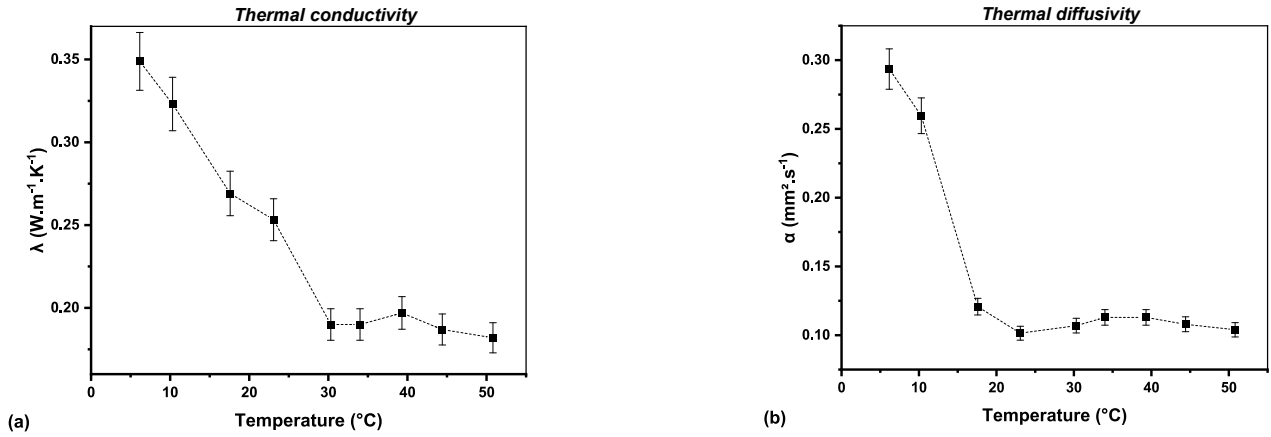 Thermal conductivity
0.35
0.30
0.25
0.20
λ (W.m⁻¹.K⁻¹)
0 10 20 30 40 50
Temperature (°C)
(a)
Thermal diffusivity
0.30
0.25
0.20
0.15
0.10
α (mm².s⁻¹)
0 10 20 30 40 50
Temperature (°C)
(b)